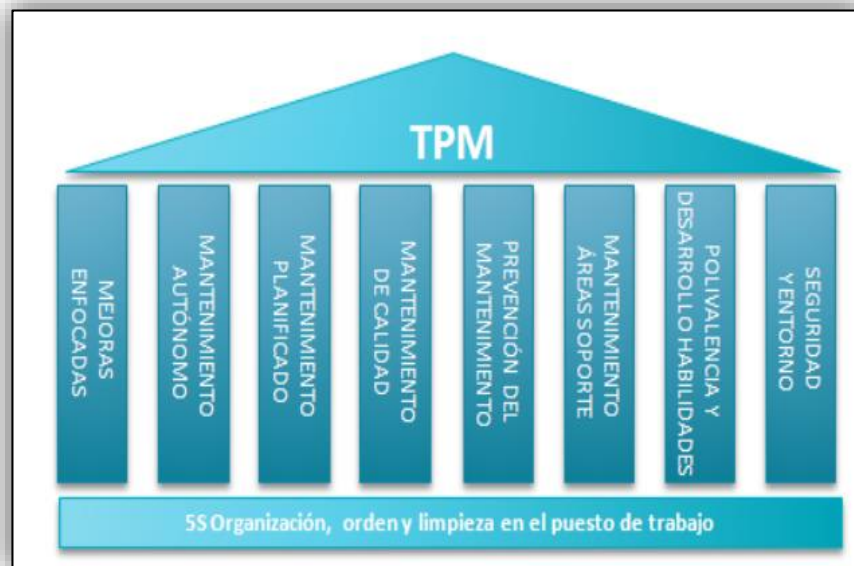 TPM
MEJORAS
ENFOCADAS
MANTENIMIENTO
AUTÓNOMO
MANTENIMIENTO
PLANIFICADO
MANTENIMIENTO
DE CALIDAD
PREVENCIÓN DEL
MANTENIMIENTO
MANTENIMIENTO
ÁREAS SOPORTE
POLIVALENCIA Y
DESARROLLO HABILIDADES
SEGURIDAD
Y ENTORNO
5S Organización, orden y limpieza en el puesto de trabajo